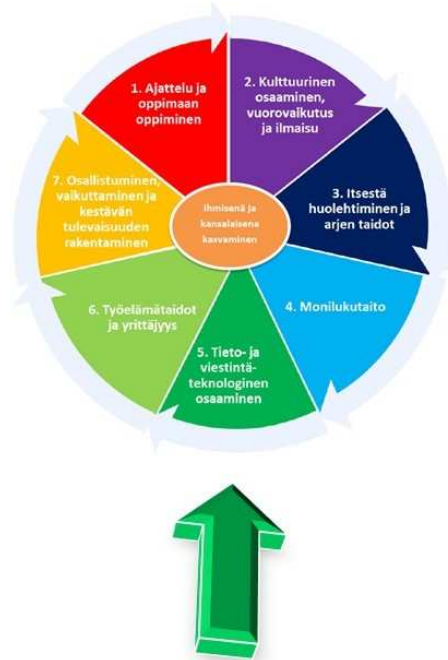 1. Ajattelu ja
oppimaan
oppiminen
2. Kulttuurinen
osaaminen,
vuorovaikutus
ja ilmaisu
3. Itsestä
huolehtiminen ja
arjen taidot
4. Monilukutaito
5. Tieto- ja
viestintä-
teknologinen
osaaminen
6. Työelämätaidot
ja yrittäjyys
7. Osallistuminen,
vaikuttaminen ja
kestävän
tulevaisuuden
rakentaminen
Ihmisenä ja
kansalaisena
kasvaminen